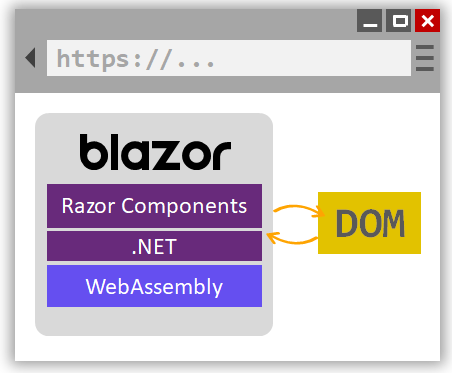 https://...
blazor
Razor Components
.NET
WebAssembly
DOM